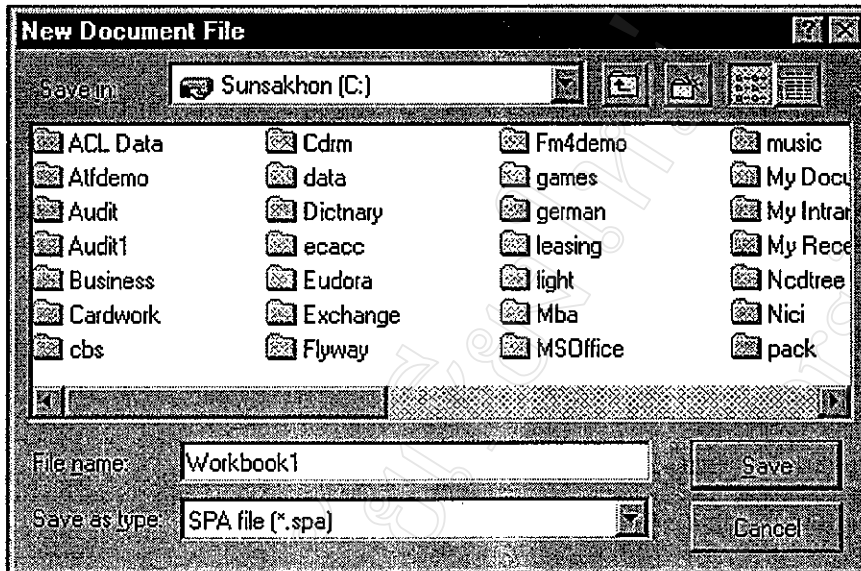 New Document File
Save in: Sunsakhon (C:)
ACL Data Cdrm Fm4demo music
Atfdemo data games My Docu
Audit Dictnary german My Intran
Audit1 ecacc leasing My Rece
Business Eudora light Ncdtree
Cardwork Exchange Mba Nici
cbs Flyway MSOffice pack
File name: Workbook1 Save
Save as type: SPA file (*.spa) Cancel